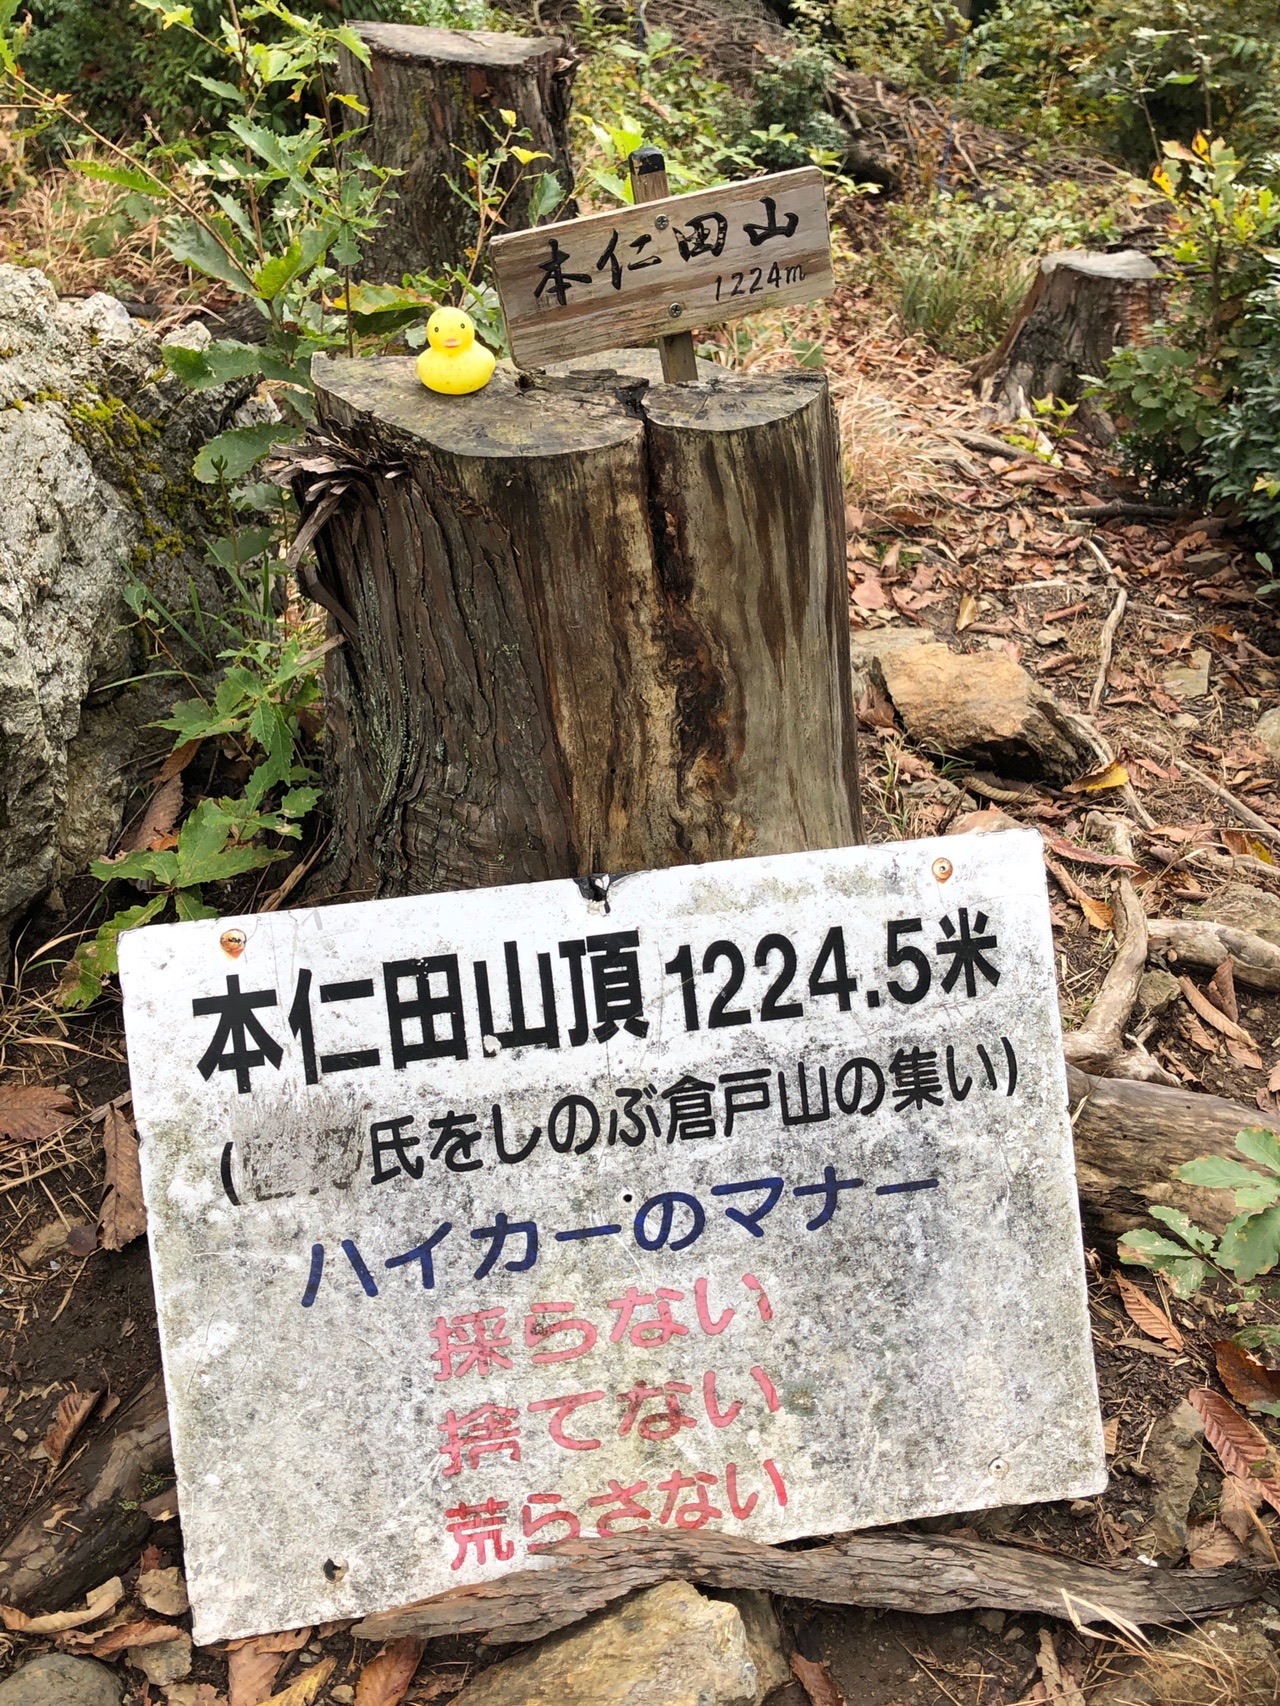 本仁田山
1224m
本仁田山頂 1224.5米
( 氏をしのぶ倉戸山の集い)
ハイカーのマナー
採らない
捨てない
荒らさない